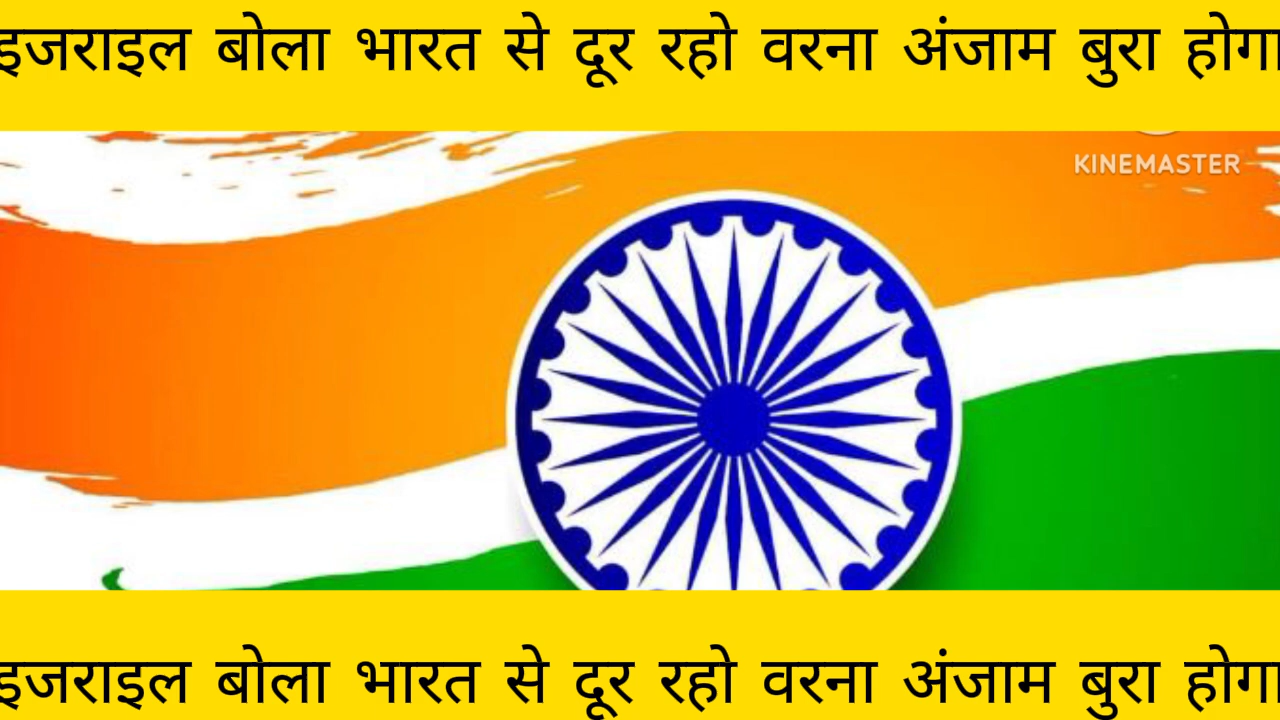 इजराइल बोला भारत से दूर रहो वरना अंजाम बुरा होगा
KINEMASTER
इजराइल बोला भारत से दूर रहो वरना अंजाम बुरा होगा